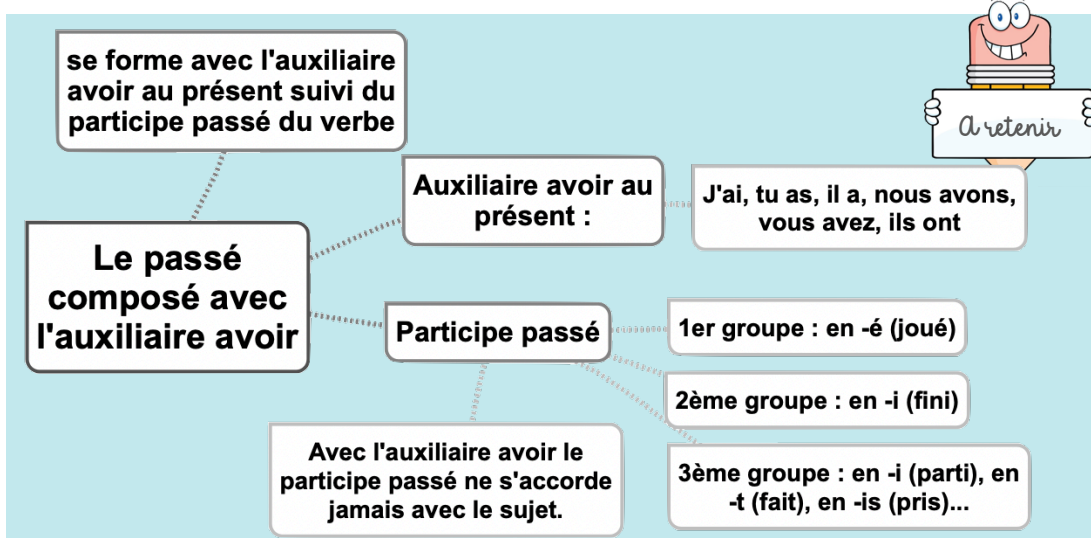 se forme avec l'auxiliaire
avoir au présent suivi du
participe passé du verbe
A retenir
Auxiliaire avoir au
présent :
J'ai, tu as, il a, nous avons,
vous avez, ils ont
Le passé
composé avec
l'auxiliaire avoir
Participe passé
1er groupe : en -é (joué)
2ème groupe : en -i (fini)
3ème groupe : en -i (parti), en
-t (fait), en -is (pris)...
Avec l'auxiliaire avoir le
participe passé ne s'accorde
jamais avec le sujet.